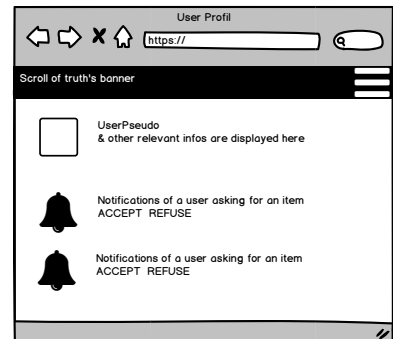 User Profil
https://
Scroll of truth's banner
UserPseudo
& other relevant infos are displayed here
Notifications of a user asking for an item
ACCEPT REFUSE
Notifications of a user asking for an item
ACCEPT REFUSE